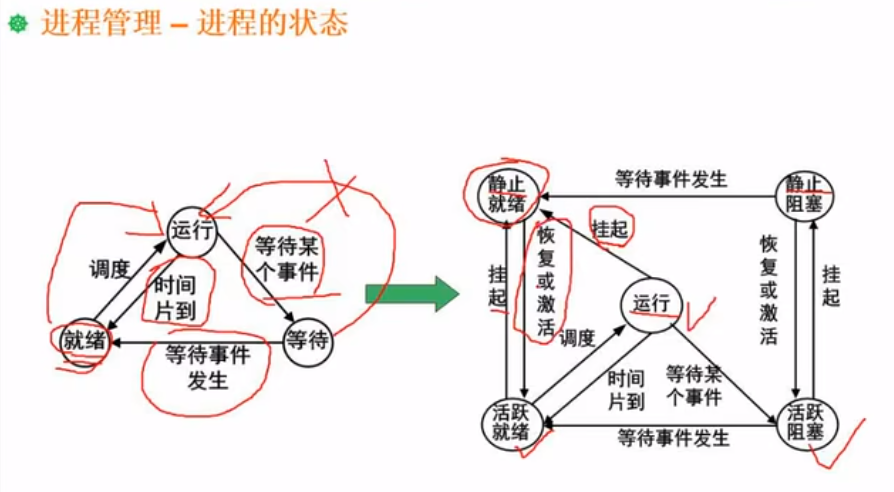 进程管理 – 进程的状态
运行
调度
时间
片到
等待某
个事件
就绪
等待
等待事件
发生
静止
就绪
等待事件发生
静止
阻塞
挂起
恢复或激活
挂起
运行
恢复或激活
挂起
调度
时间
片到
等待某
个事件
活跃
就绪
等待事件发生
活跃
阻塞